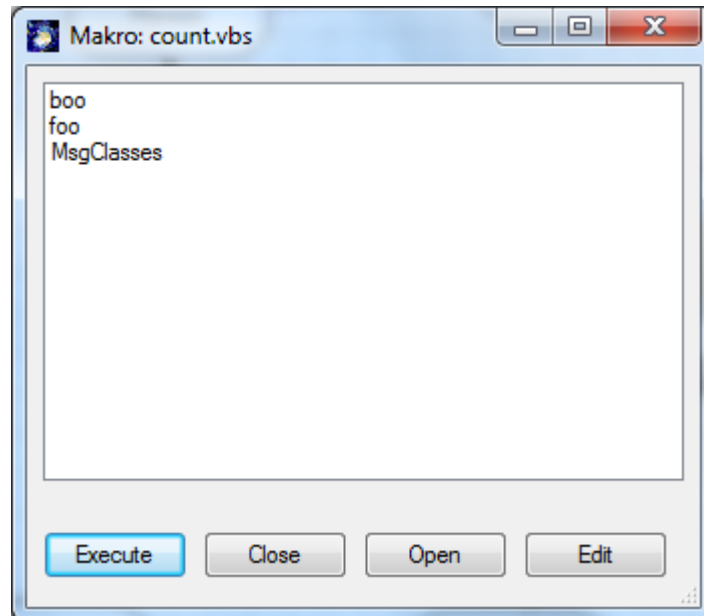 Makro: count.vbs
boo
foo
MsgClasses
Execute Close Open Edit